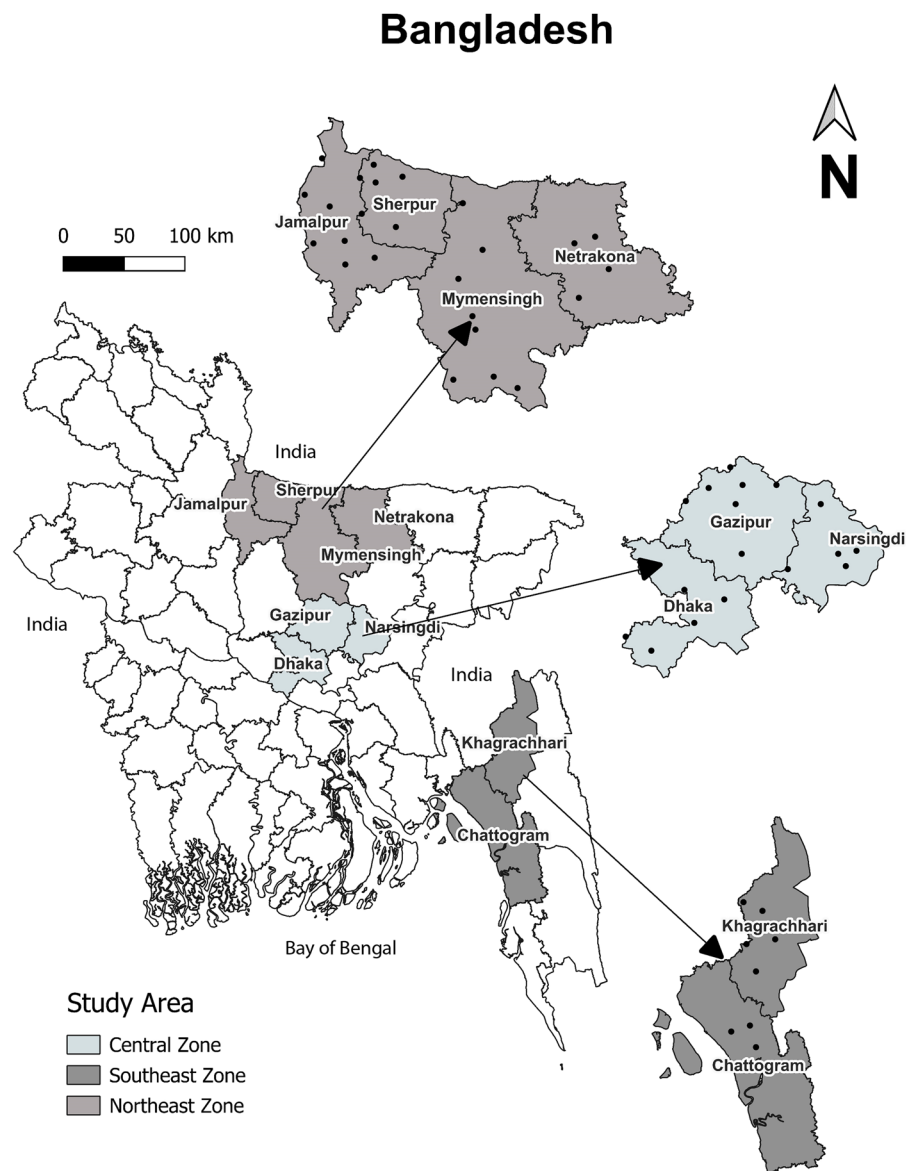 Bangladesh
N
Sherpur
Jamalpur
0 50 100 km
Netrakona
Mymensingh
India
Sherpur
Jamalpur
Netrakona
Gazipur
Narsingdi
Mymensingh
Dhaka
Gazipur
India
Narsingdi
Dhaka
India
Khagrachhari
Chattogram
Khagrachhari
Bay of Bengal
Study Area
Central Zone
Chattogram
Southeast Zone
Northeast Zone